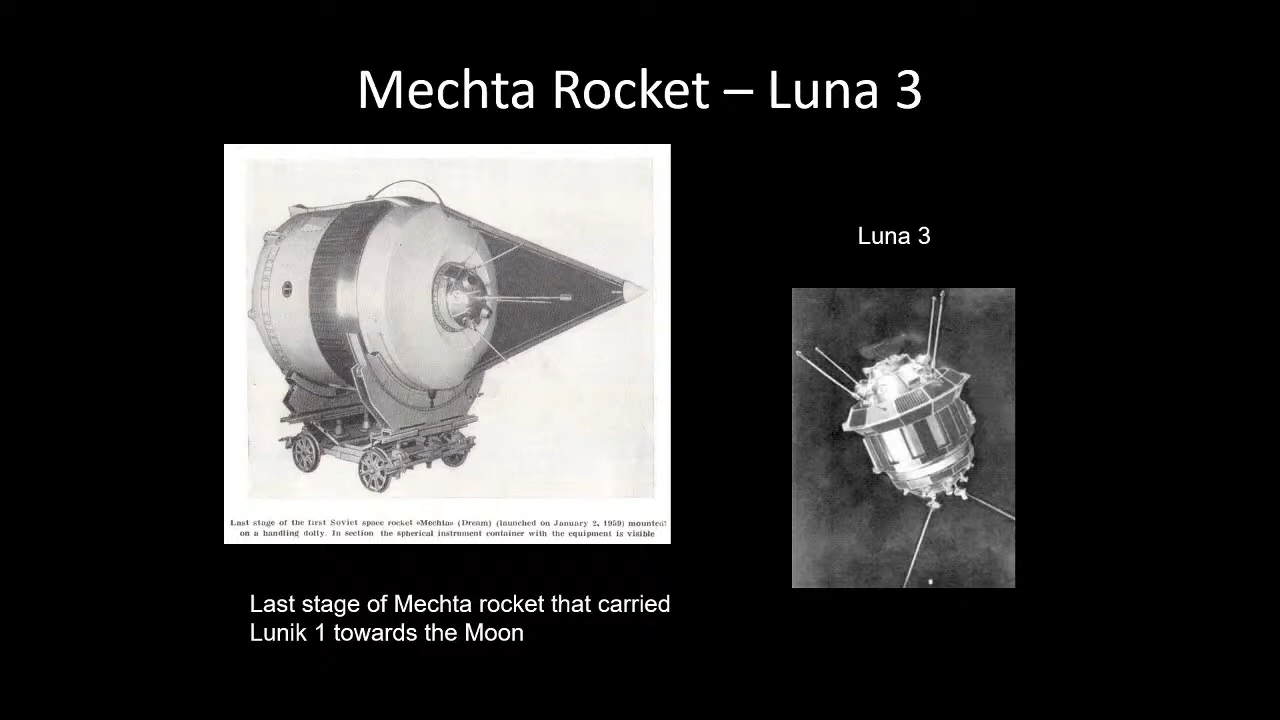 Mechta Rocket – Luna 3
Luna 3
Last stage of the first Soviet space rocket «Mechta» (Dream) (launched on January 2, 1959) mounted
on a handling dolly. In section the spherical instrument container with the equipment is visible
Last stage of Mechta rocket that carried
Lunik 1 towards the Moon